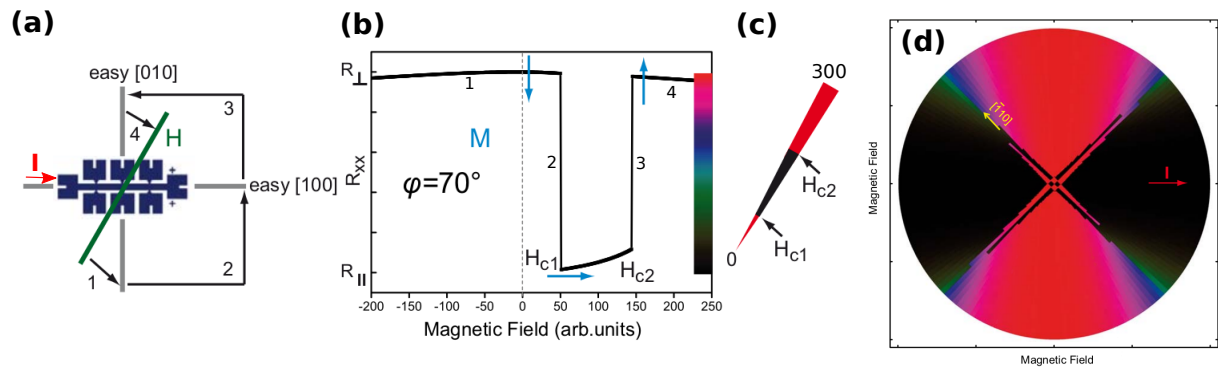 (a)
easy [010]
3
4
H
I
easy [100]
1
2
(b)
R⊥
Rxx
R||
1
M
φ=70°
2
3
4
Hc1
Hc2
-200 -150 -100 -50 0 50 100 150 200 250
Magnetic Field (arb.units)
(c)
300
Hc2
Hc1
0
(d)
[1̄10]
I
Magnetic Field
Magnetic Field